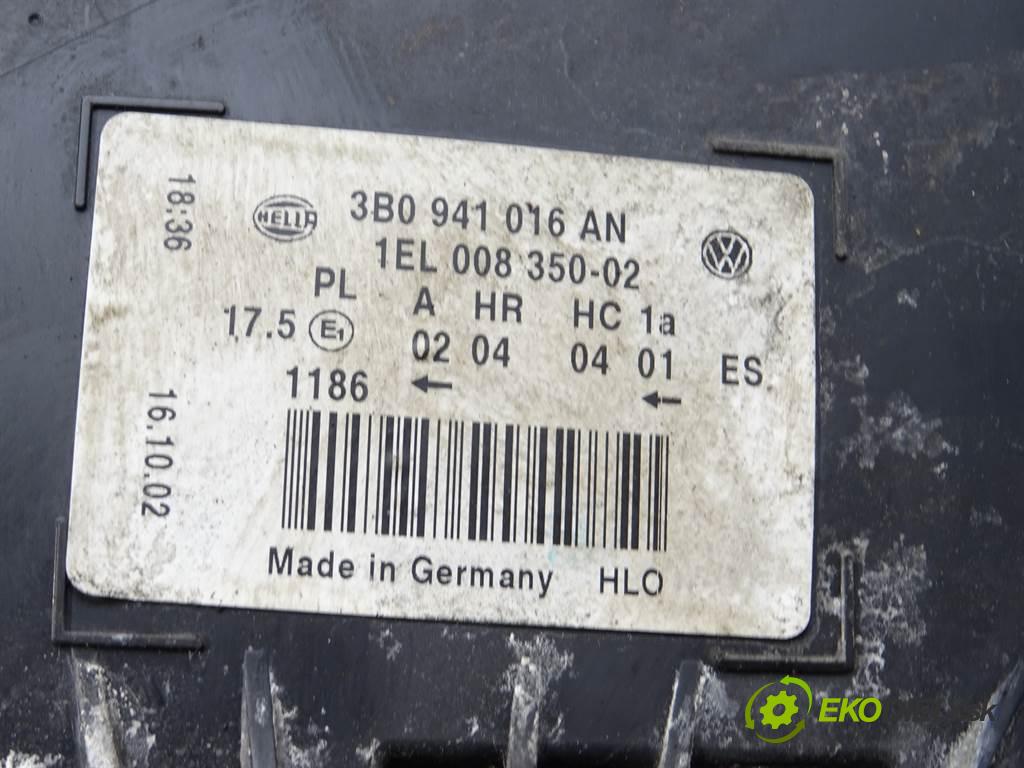 18:36
HELLA
3B0 941 016 AN
1EL 008 350-02
PL A HR HC 1a
17.5 E1 02 04 04 01 ES
1186
16.10.02
Made in Germany HLO
EKO